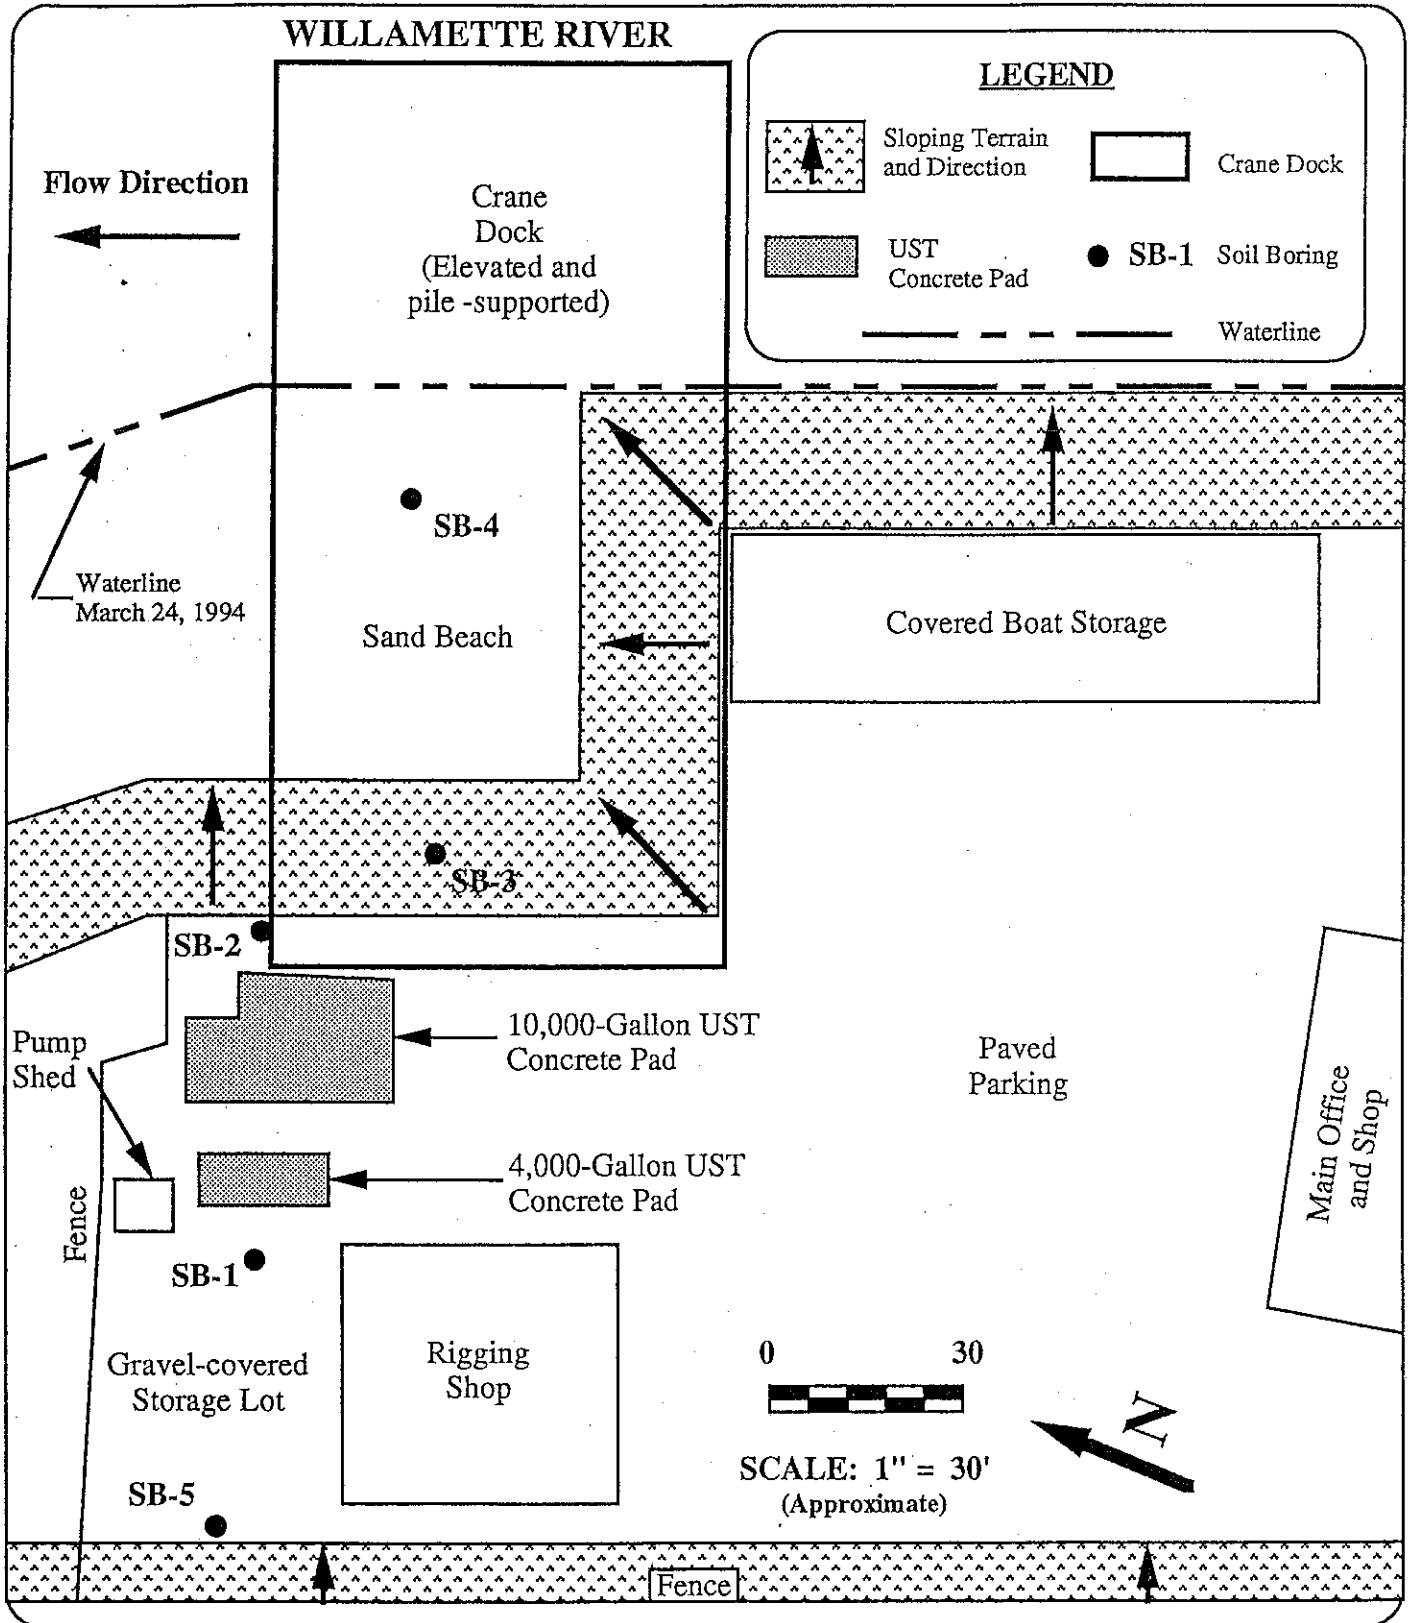 WILLAMETTE RIVER
LEGEND
Sloping Terrain
and Direction
Crane Dock
UST
Concrete Pad
SB-1
Soil Boring
Waterline
Flow Direction
Crane
Dock
(Elevated and
pile -supported)
SB-4
Waterline
March 24, 1994
Sand Beach
Covered Boat Storage
SB-3
SB-2
10,000-Gallon UST
Concrete Pad
Pump
Shed
Paved
Parking
Main Office
and Shop
4,000-Gallon UST
Concrete Pad
Fence
SB-1
Gravel-covered
Storage Lot
Rigging
Shop
0 30
SCALE: 1" = 30'
(Approximate)
N
SB-5
Fence